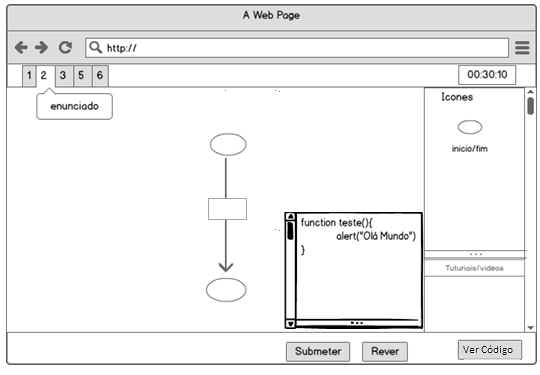 A Web Page
http://
1 2 3 5 6
00:30:10
enunciado
Icones
inicio/fim
function teste(){
alert("Olá Mundo")
}
Tuturiais/videos
Submeter
Rever
Ver Código